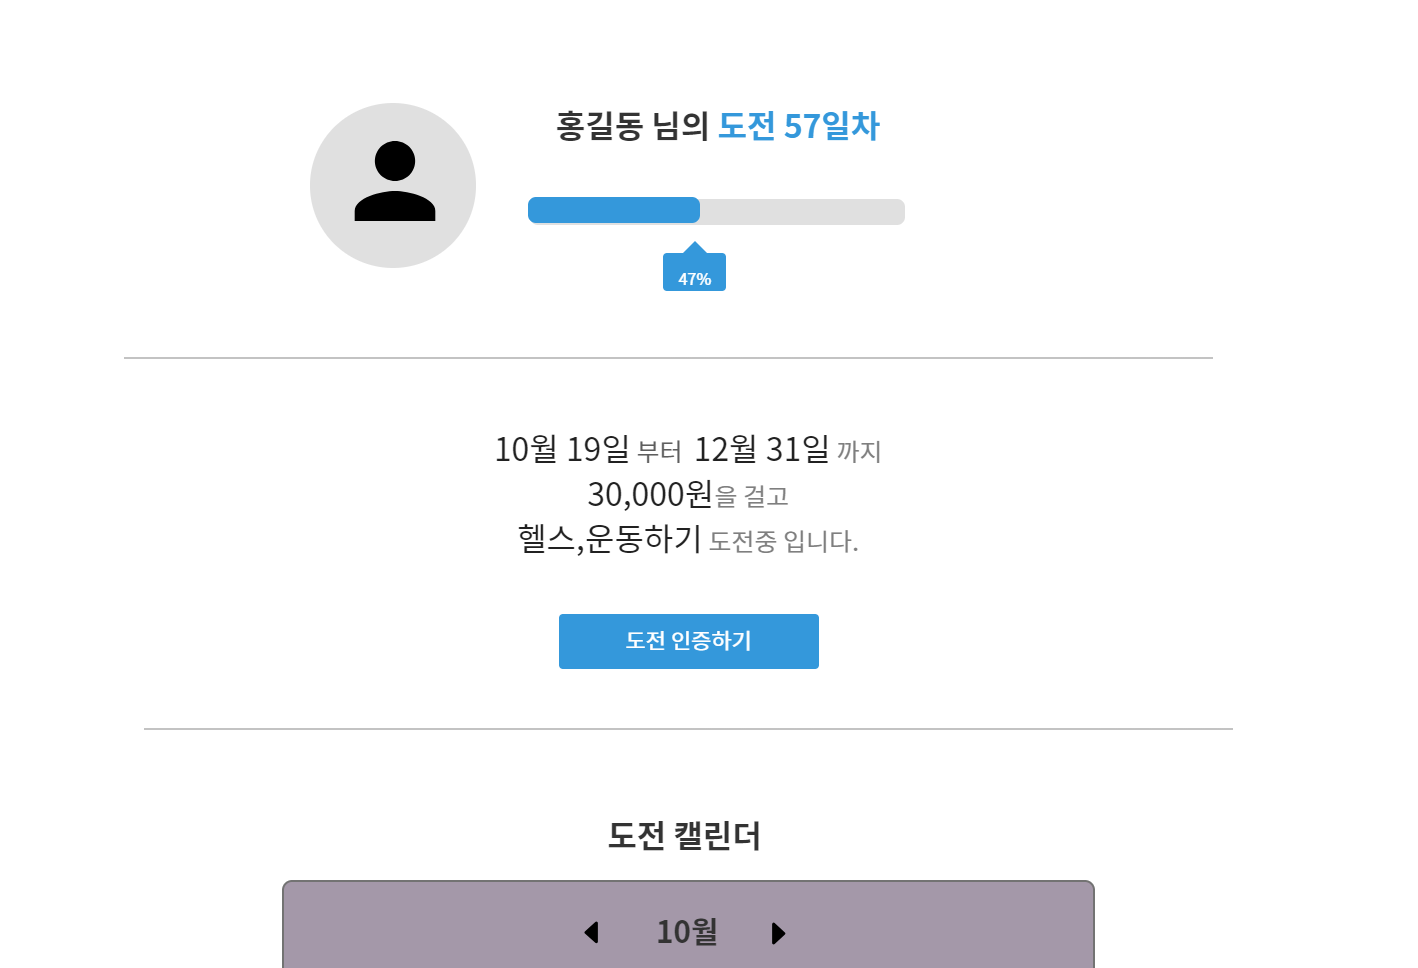 홍길동 님의 도전 57일차
47%
10월 19일 부터 12월 31일 까지
30,000원을 걸고
헬스,운동하기 도전중 입니다.
도전 인증하기
도전 캘린더
10월